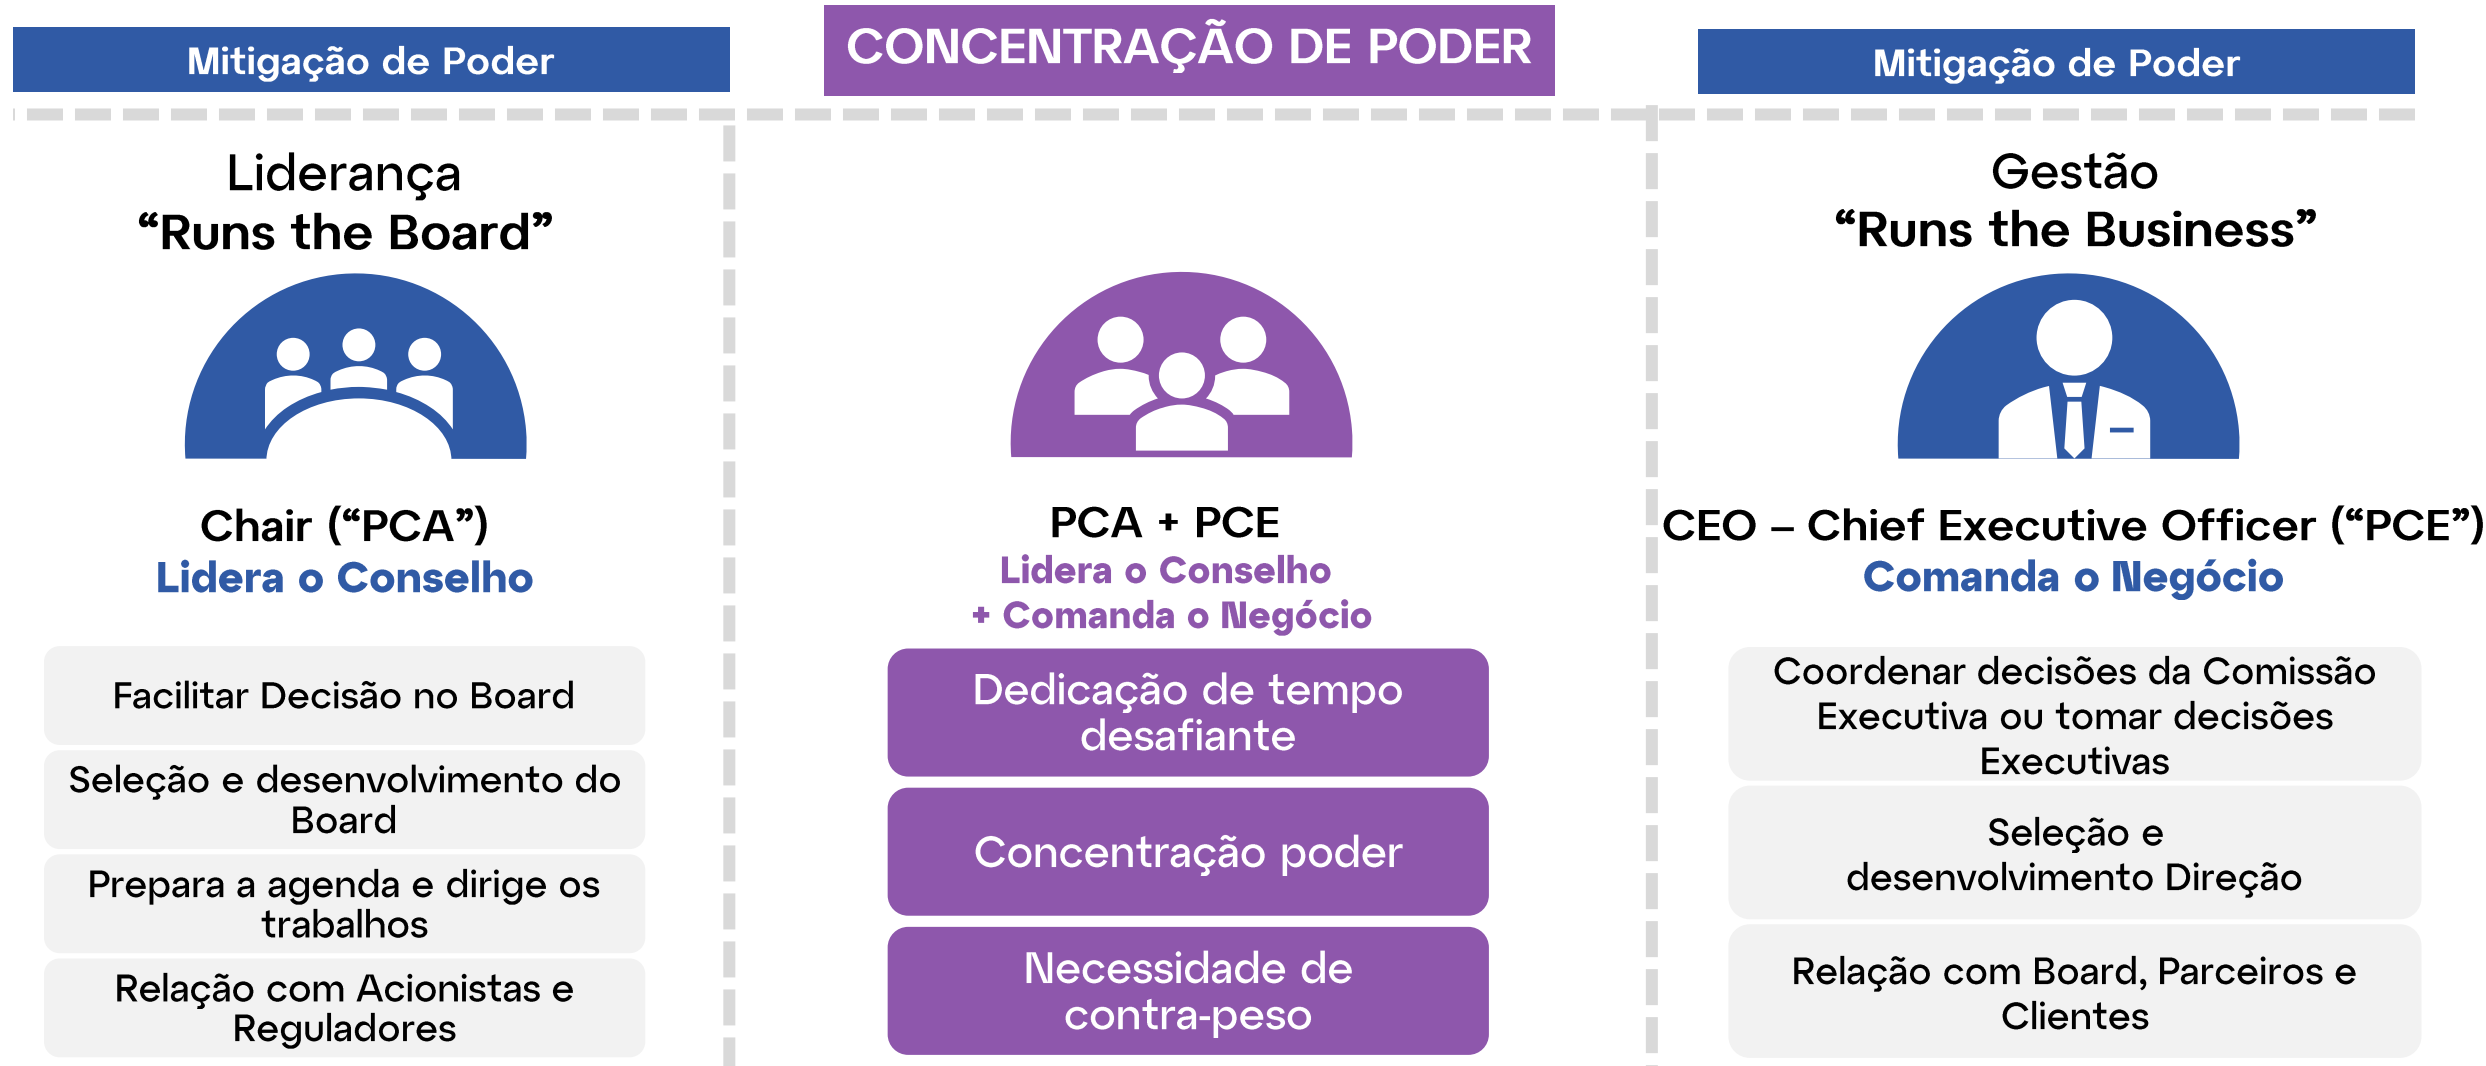 Mitigação de Poder
CONCENTRAÇÃO DE PODER
Mitigação de Poder
Liderança
“Runs the Board”
Chair (“PCA”)
Lidera o Conselho
Facilitar Decisão no Board
Seleção e desenvolvimento do
Board
Prepara a agenda e dirige os
trabalhos
Relação com Acionistas e
Reguladores
PCA + PCE
Lidera o Conselho
+ Comanda o Negócio
Dedicação de tempo
desafiante
Concentração poder
Necessidade de
contra-peso
Gestão
“Runs the Business”
CEO – Chief Executive Officer (“PCE”)
Comanda o Negócio
Coordenar decisões da Comissão
Executiva ou tomar decisões
Executivas
Seleção e
desenvolvimento Direção
Relação com Board, Parceiros e
Clientes